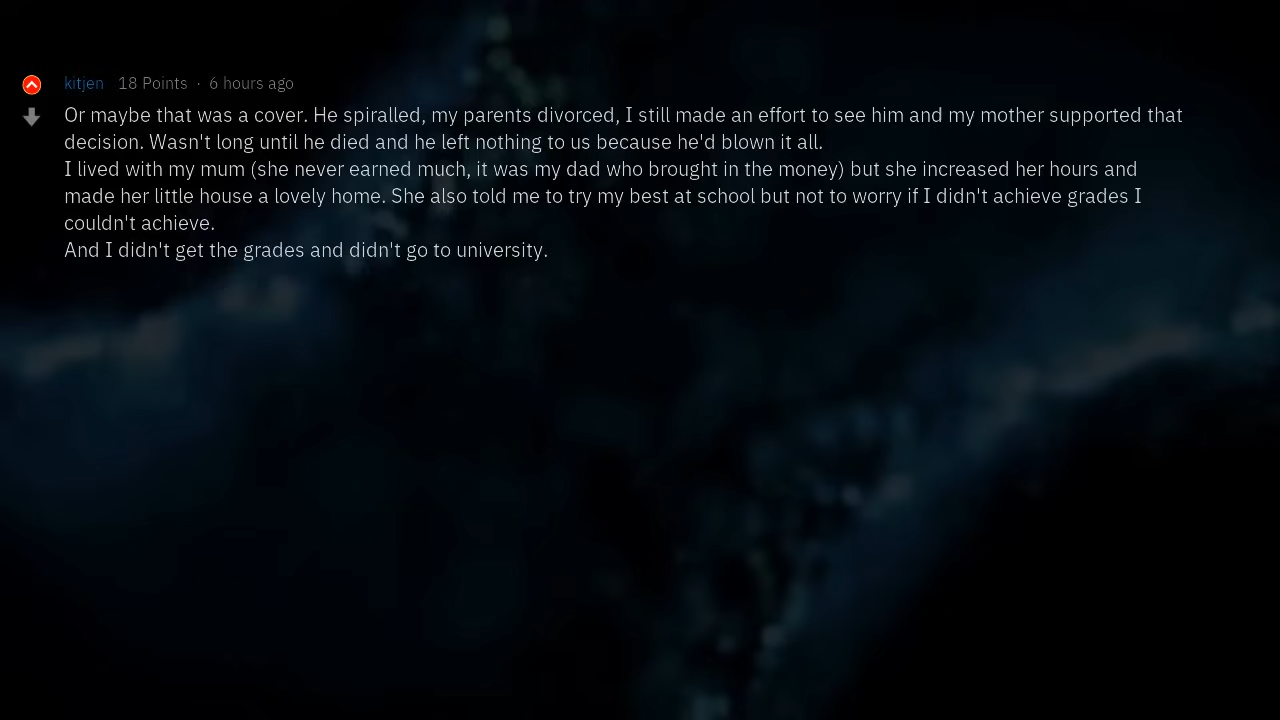 kitjen 18 Points · 6 hours ago
Or maybe that was a cover. He spiralled, my parents divorced, I still made an effort to see him and my mother supported that
decision. Wasn't long until he died and he left nothing to us because he'd blown it all.
I lived with my mum (she never earned much, it was my dad who brought in the money) but she increased her hours and
made her little house a lovely home. She also told me to try my best at school but not to worry if I didn't achieve grades I
couldn't achieve.
And I didn't get the grades and didn't go to university.